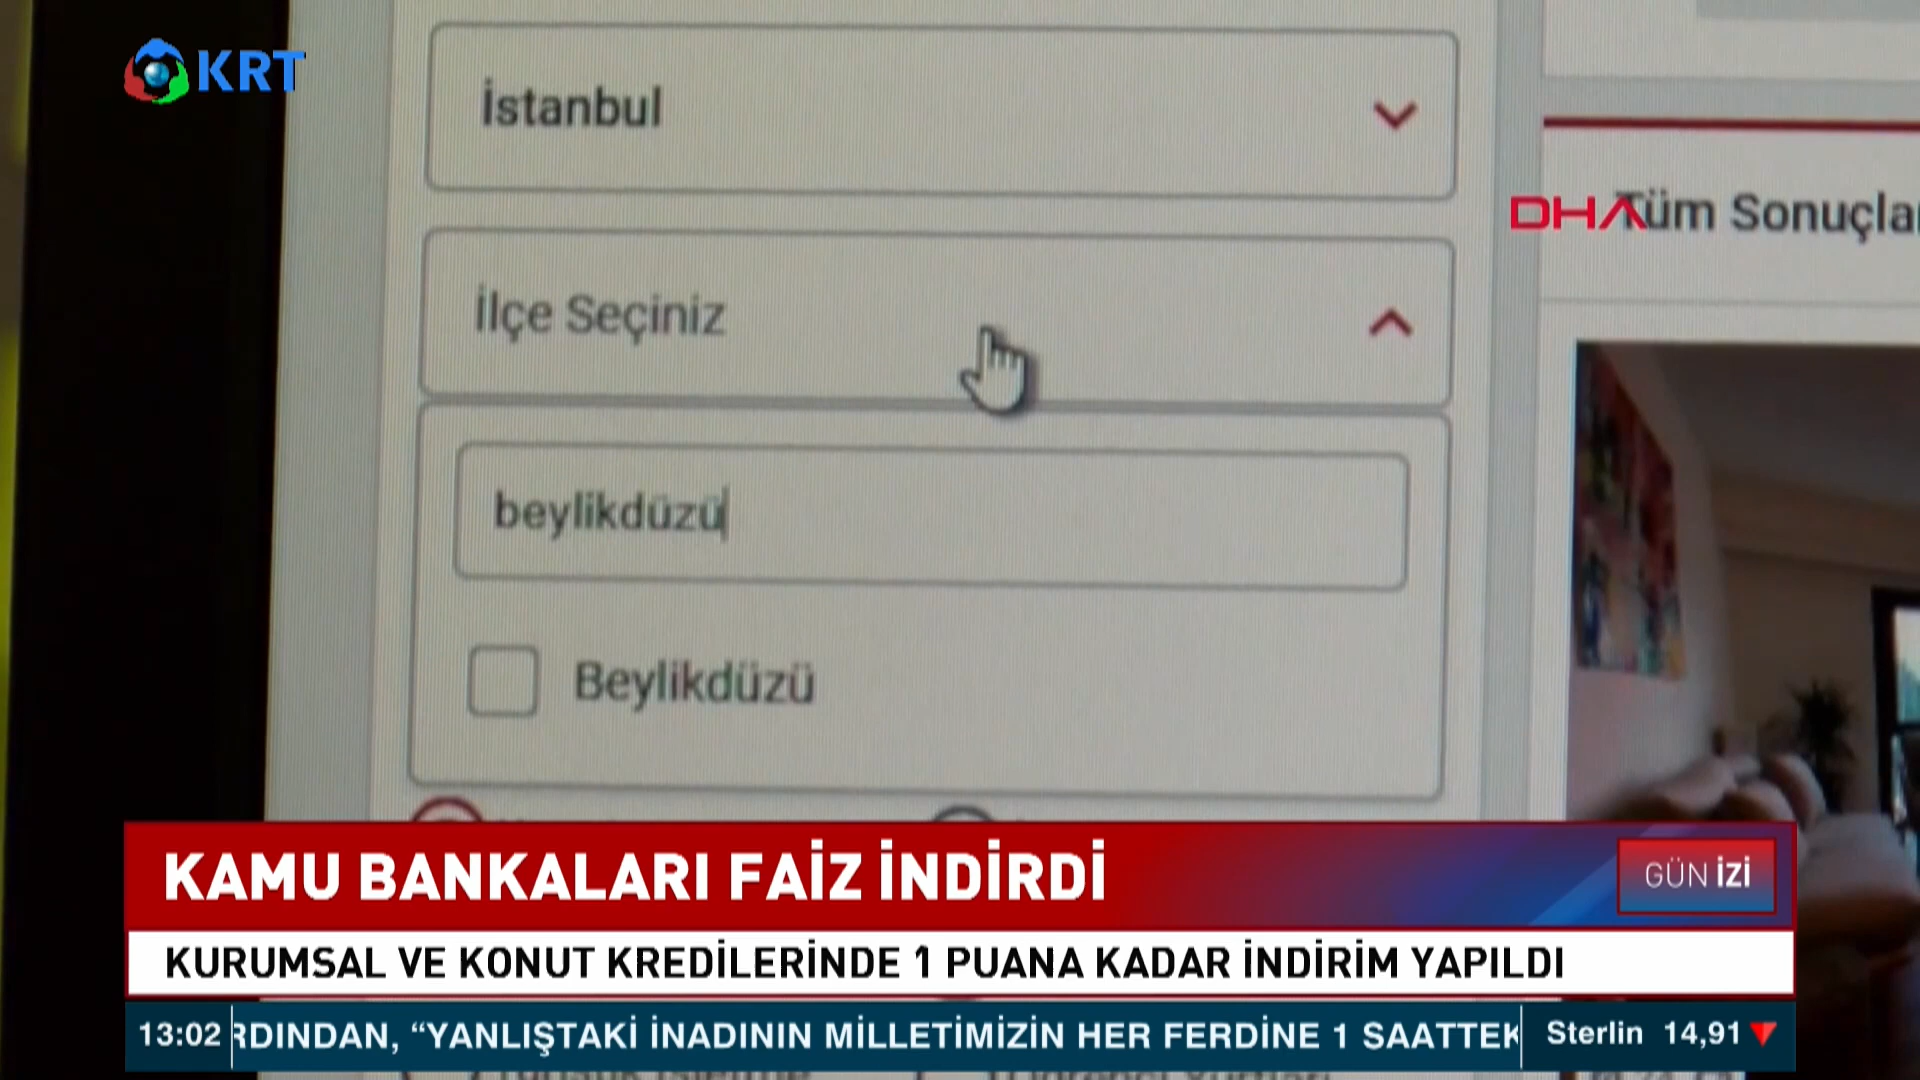 KRT
İstanbul
DHA
Tüm Sonuçlar
İlçe Seçiniz
beylikdüzü
Beylikdüzü
KAMU BANKALARI FAİZ İNDİRDİ
GÜN İZİ
KURUMSAL VE KONUT KREDİLERİNDE 1 PUANA KADAR İNDİRİM YAPILDI
13:02 RDINDAN, “YANLIŞTAKİ İNADININ MİLLETİMİZİN HER FERDİNE 1 SAATTEK Sterlin 14,91